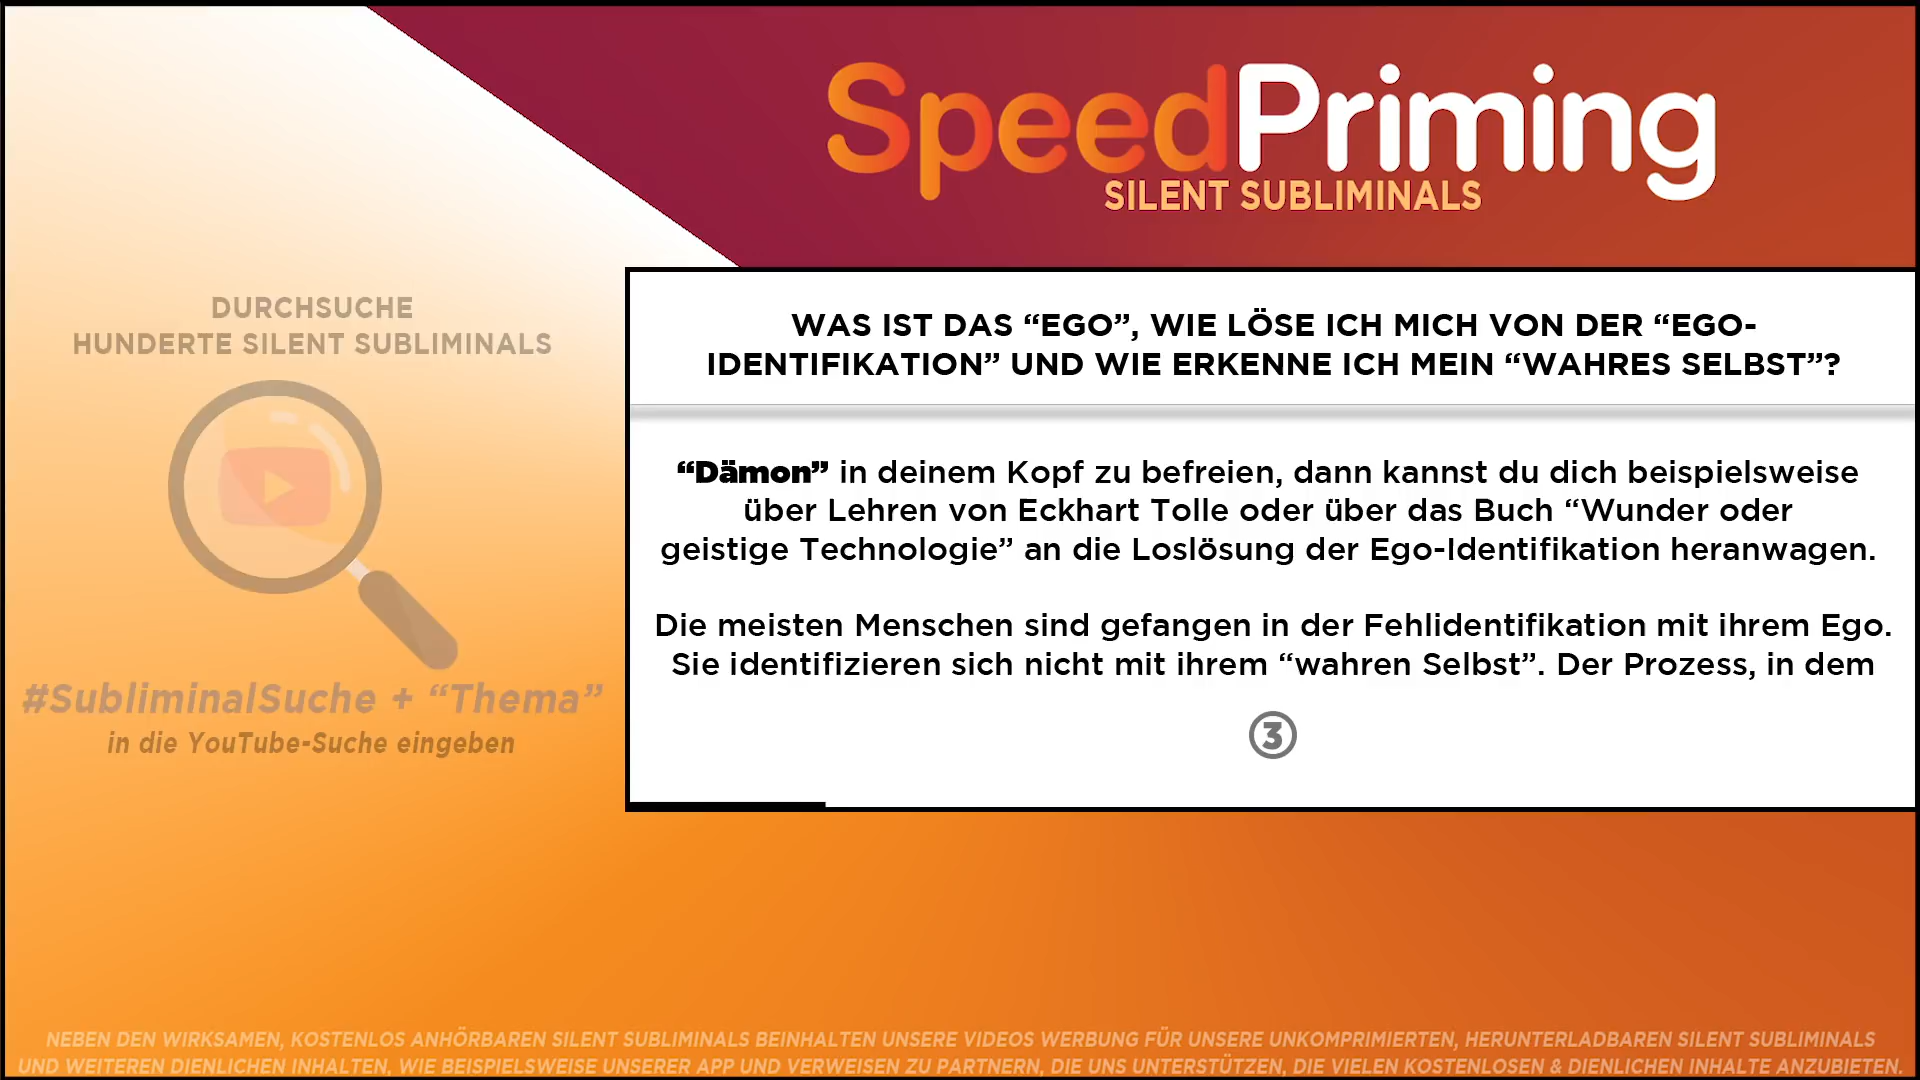 SpeedPriming
SILENT SUBLIMINALS
DURCHSUCHE
HUNDERTE SILENT SUBLIMINALS
#SubliminalSuche + “Thema”
in die YouTube-Suche eingeben
WAS IST DAS “EGO”, WIE LÖSE ICH MICH VON DER “EGO-
IDENTIFIKATION” UND WIE ERKENNE ICH MEIN “WAHRES SELBST”?
“Dämon” in deinem Kopf zu befreien, dann kannst du dich beispielsweise
über Lehren von Eckhart Tolle oder über das Buch “Wunder oder
geistige Technologie” an die Loslösung der Ego-Identifikation heranwagen.
Die meisten Menschen sind gefangen in der Fehlidentifikation mit ihrem Ego.
Sie identifizieren sich nicht mit ihrem “wahren Selbst”. Der Prozess, in dem
3
NEBEN DEN WIRKSAMEN, KOSTENLOS ANHÖRBAREN SILENT SUBLIMINALS BEINHALTEN UNSERE VIDEOS WERBUNG FÜR UNSERE UNKOMPRIMIERTEN, HERUNTERLADBAREN SILENT SUBLIMINALS
UND WEITEREN DIENLICHEN INHALTEN, WIE BEISPIELSWEISE UNSERER APP UND VERWEISEN ZU PARTNERN, DIE UNS UNTERSTÜTZEN, DIE VIELEN KOSTENLOSEN & DIENLICHEN INHALTE ANZUBIETEN.